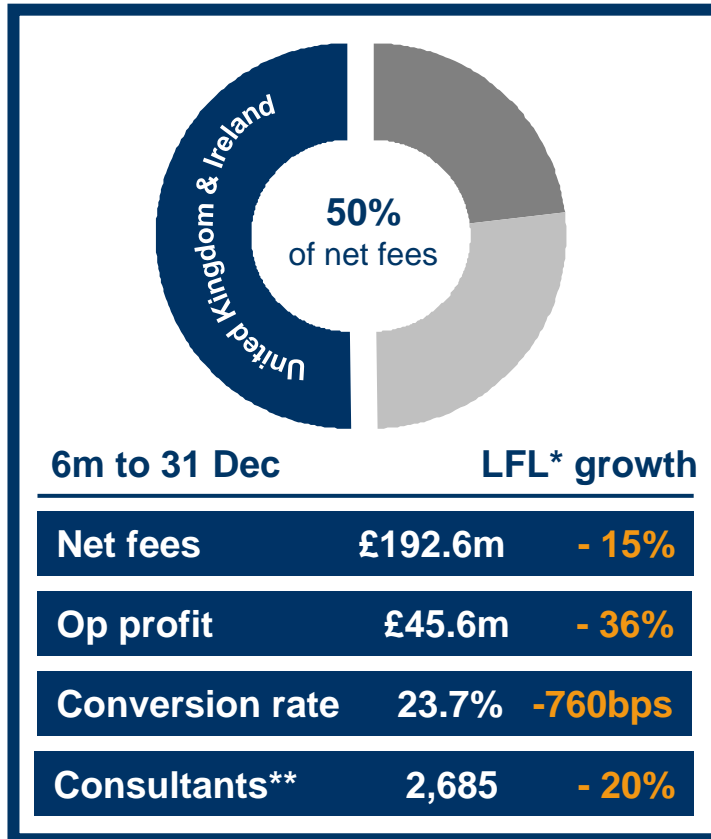 United Kingdom & Ireland
50%
of net fees
6m to 31 Dec LFL* growth
Net fees £192.6m - 15%
Op profit £45.6m - 36%
Conversion rate 23.7% -760bps
Consultants** 2,685 - 20%